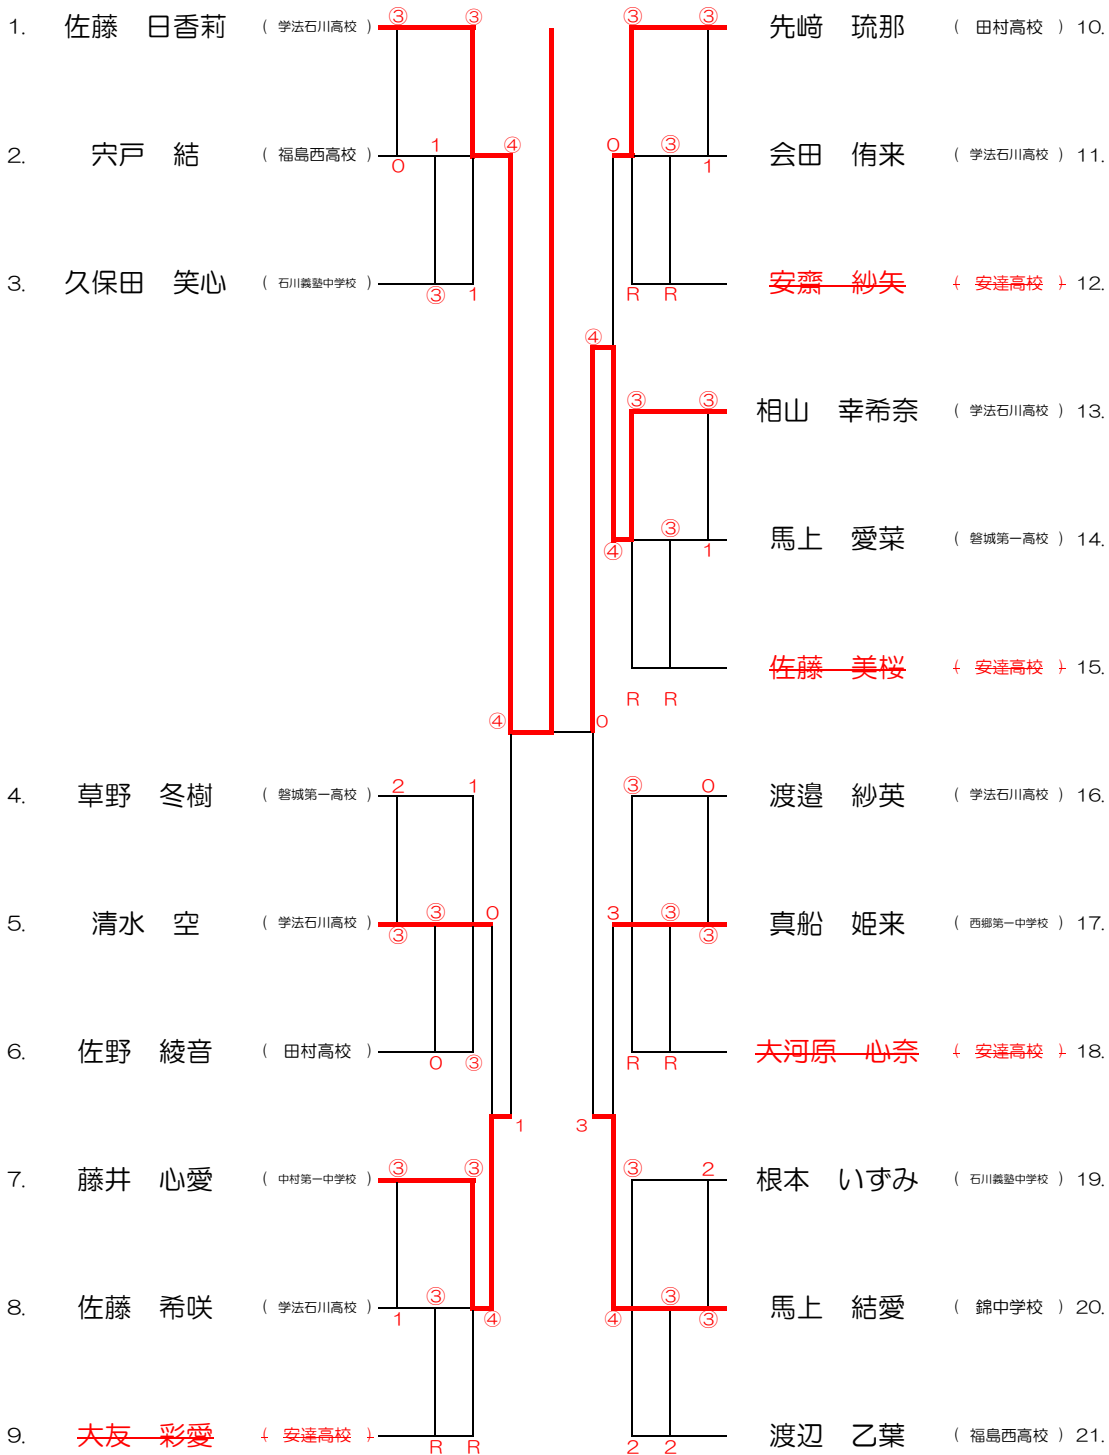 1. 佐藤　日香莉 ( 学法石川高校 ) ③ ③
③ ③ 先﨑　琉那 ( 田村高校 ) 10.
2. 宍戸　結 ( 福島西高校 ) 0 1 ④
0 ③ 1 会田　侑来 ( 学法石川高校 ) 11.
3. 久保田　笑心 ( 石川義塾中学校 ) ③ 1
R R 安齋　紗矢 ( 安達高校 ) 12.
④
③ ③ 相山　幸希奈 ( 学法石川高校 ) 13.
④ ③ 1 馬上　愛菜 ( 磐城第一高校 ) 14.
佐藤　美桜 ( 安達高校 ) 15.
R R
④ 0
4. 草野　冬樹 ( 磐城第一高校 ) 2 1
③ 0 渡邉　紗英 ( 学法石川高校 ) 16.
5. 清水　空 ( 学法石川高校 ) ③ ③ 0
3 ③ ③ 真船　姫来 ( 西郷第一中学校 ) 17.
6. 佐野　綾音 ( 田村高校 ) 0 ③
R R 大河原　心奈 ( 安達高校 ) 18.
1 3
7. 藤井　心愛 ( 中村第一中学校 ) ③ ③
③ 2 根本　いずみ ( 石川義塾中学校 ) 19.
8. 佐藤　希咲 ( 学法石川高校 ) 1 ③ ④
④ ③ ③ 馬上　結愛 ( 錦中学校 ) 20.
9. 大友　彩愛 ( 安達高校 ) R R
2 2 渡辺　乙葉 ( 福島西高校 ) 21.